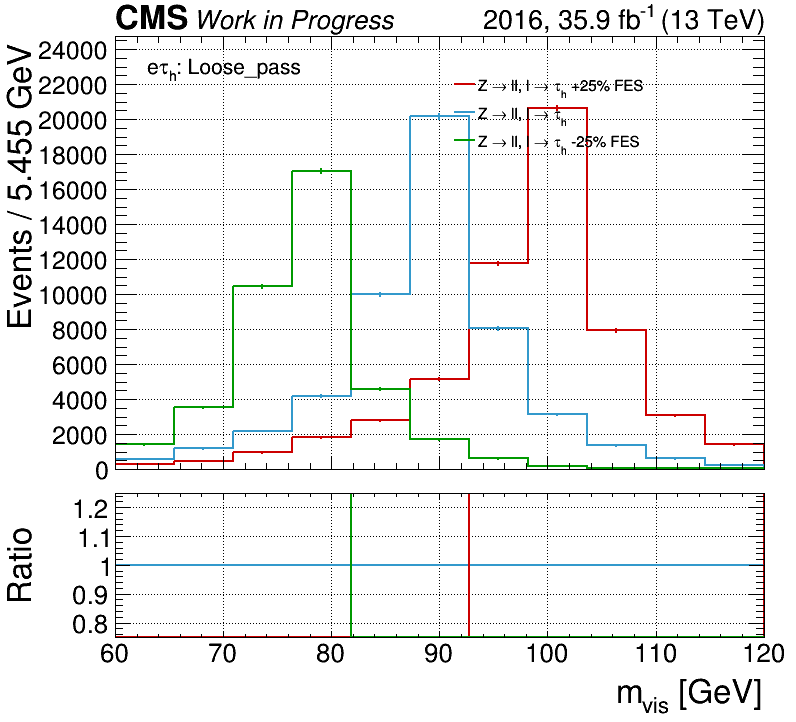 CMS Work in Progress 2016, 35.9 fb⁻¹ (13 TeV)
eτₕ: Loose_pass
Z → ll, l → τₕ +25% FES
Z → ll, l → τₕ
Z → ll, l → τₕ -25% FES
Events / 5.455 GeV
24000
22000
20000
18000
16000
14000
12000
10000
8000
6000
4000
2000
0
Ratio
1.2
1.1
1
0.9
0.8
60 70 80 90 100 110 120
m_vis [GeV]